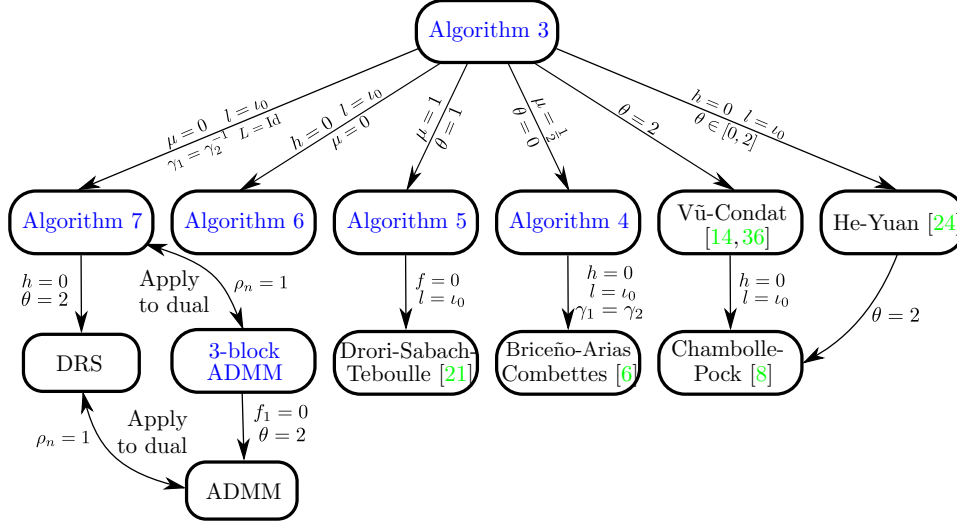 Algorithm 3
μ = 0 l = ι₀
γ₁ = γ₂⁻¹ L = Id
h = 0 l = ι₀
μ = 0
μ = 1
θ = 1
μ = 1/2
θ = 0
θ = 2
h = 0 l = ι₀
θ ∈ [0, 2]
Algorithm 7
Algorithm 6
Algorithm 5
Algorithm 4
Vũ-Condat
[14, 36]
He-Yuan [24]
h = 0
θ = 2
Apply
to dual
ρₙ = 1
f = 0
l = ι₀
h = 0
l = ι₀
γ₁ = γ₂
h = 0
l = ι₀
θ = 2
DRS
3-block
ADMM
Drori-Sabach-
Teboulle [21]
Briceño-Arias
Combettes [6]
Chambolle-
Pock [8]
ρₙ = 1
Apply
to dual
f₁ = 0
θ = 2
ADMM